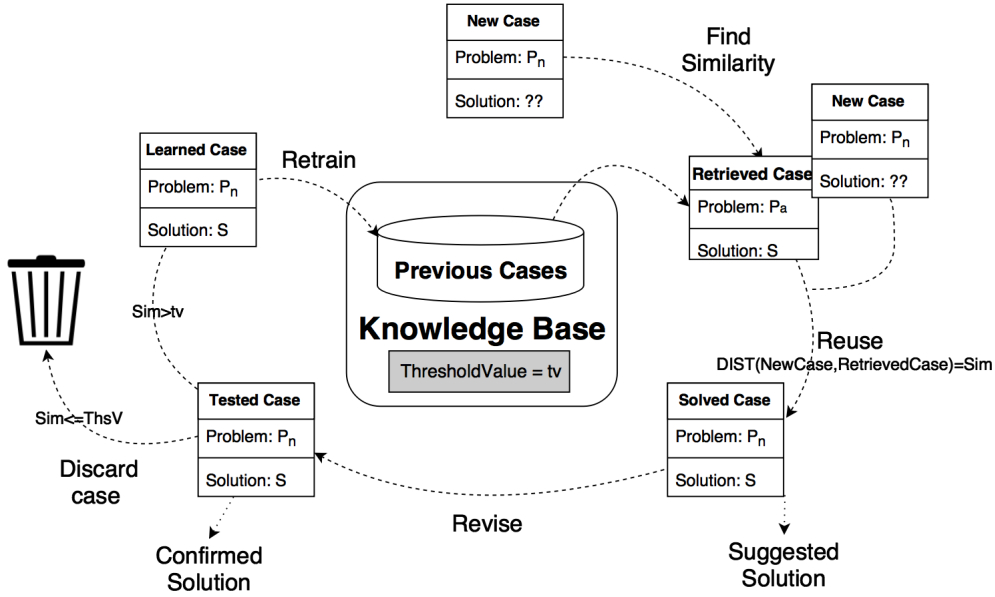 New Case
Problem: Pn
Solution: ??
Find
Similarity
New Case
Problem: Pn
Solution: ??
Retrieved Case
Problem: Pa
Solution: S
Learned Case
Problem: Pn
Solution: S
Retrain
Previous Cases
Knowledge Base
ThresholdValue = tv
Sim>tv
Reuse
DIST(NewCase,RetrievedCase)=Sim
Solved Case
Problem: Pn
Solution: S
Tested Case
Problem: Pn
Solution: S
Sim<=ThsV
Discard
case
Revise
Confirmed
Solution
Suggested
Solution